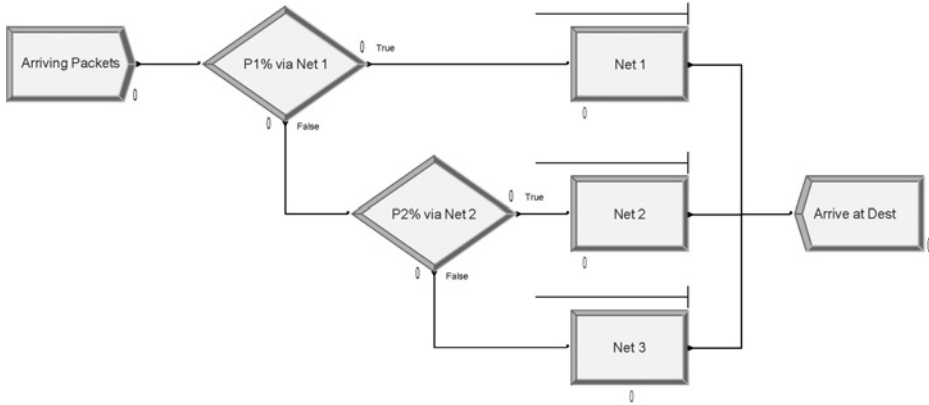 0 True
Arriving Packets
P1% via Net 1
Net 1
0
0
0 False
0 True
P2% via Net 2
Net 2
Arrive at Dest
0
0
0 False
Net 3
0